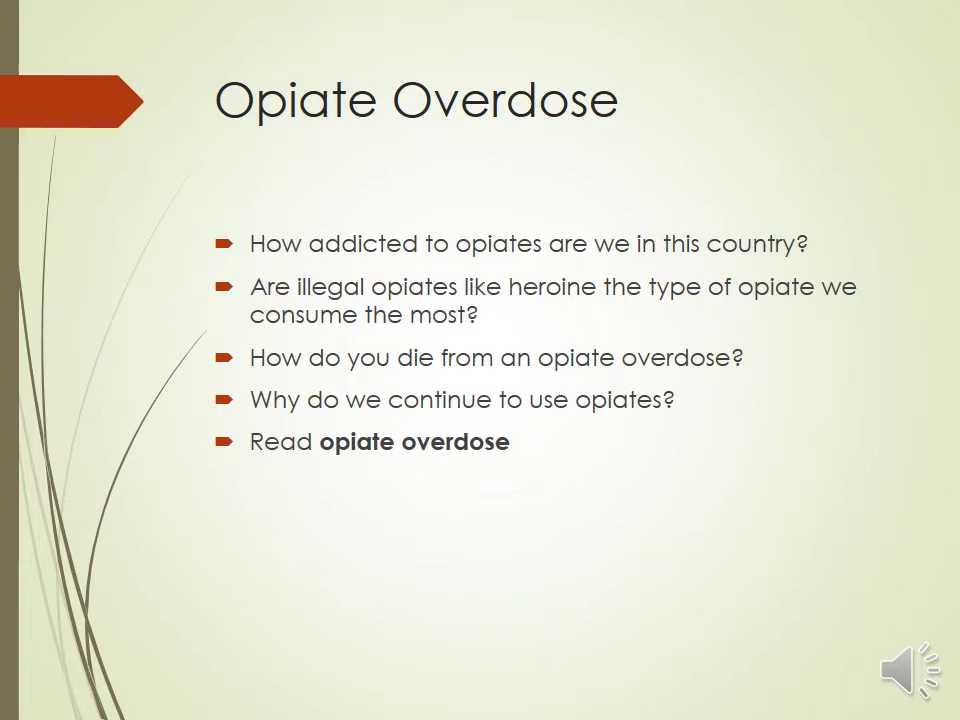 Opiate Overdose
How addicted to opiates are we in this country?
Are illegal opiates like heroine the type of opiate we
consume the most?
How do you die from an opiate overdose?
Why do we continue to use opiates?
Read opiate overdose